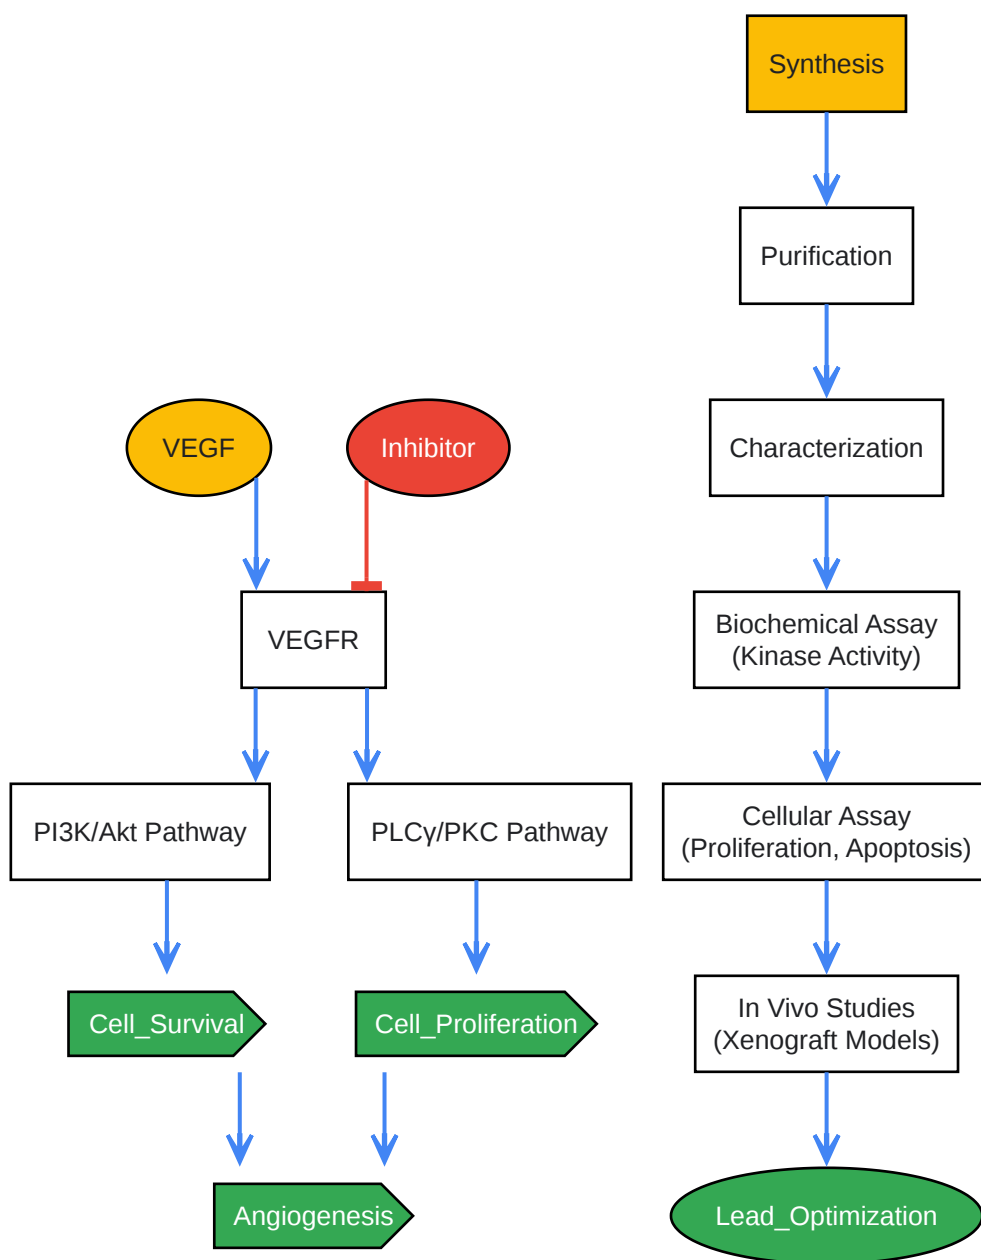 Synthesis
Purification
VEGF
Inhibitor
Characterization
VEGFR
Biochemical Assay
(Kinase Activity)
PI3K/Akt Pathway
PLCγ/PKC Pathway
Cellular Assay
(Proliferation, Apoptosis)
Cell_Survival
Cell_Proliferation
In Vivo Studies
(Xenograft Models)
Angiogenesis
Lead_Optimization